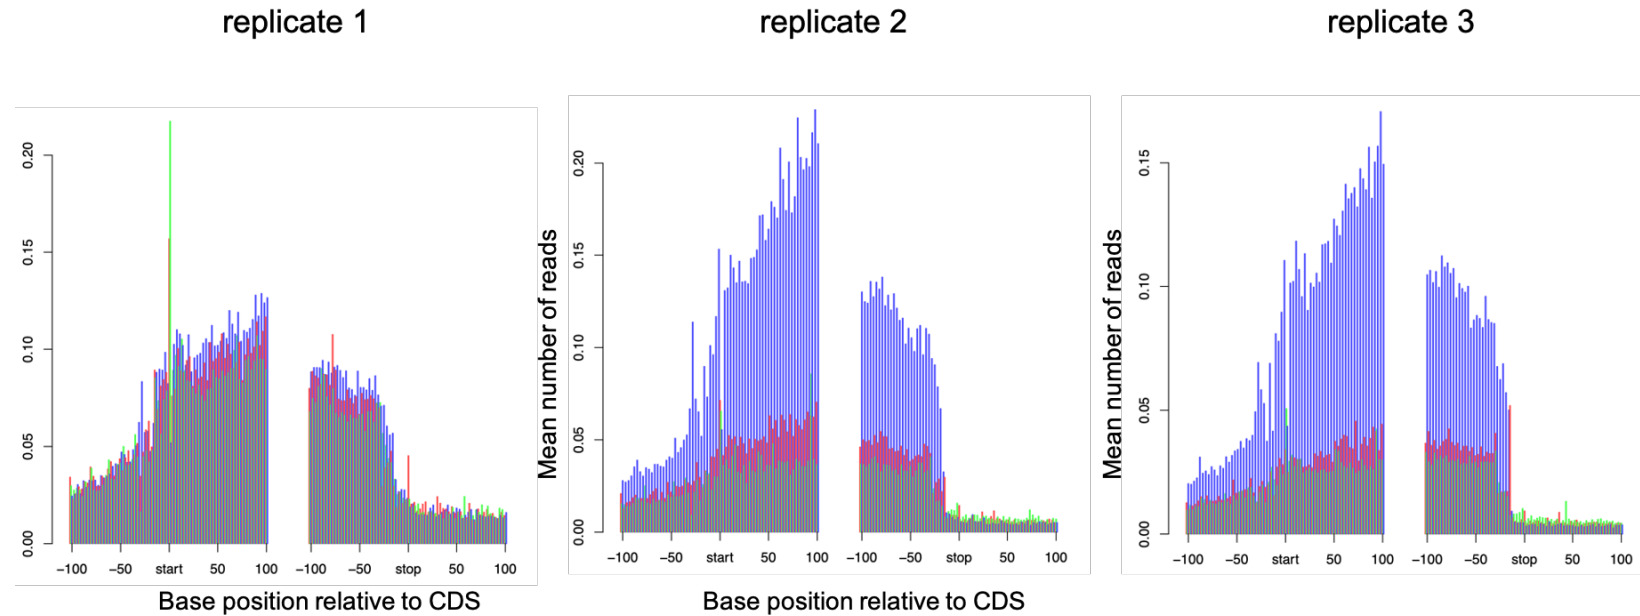 replicate 1
replicate 2
replicate 3
0.00
0.05
0.10
0.15
0.20
−100 −50 start 50 100 −100 −50 stop 50 100
Base position relative to CDS
Mean number of reads
0.00
0.05
0.10
0.15
0.20
−100 −50 start 50 100 −100 −50 stop 50 100
Base position relative to CDS
Mean number of reads
0.00
0.05
0.10
0.15
−100 −50 start 50 100 −100 −50 stop 50 100